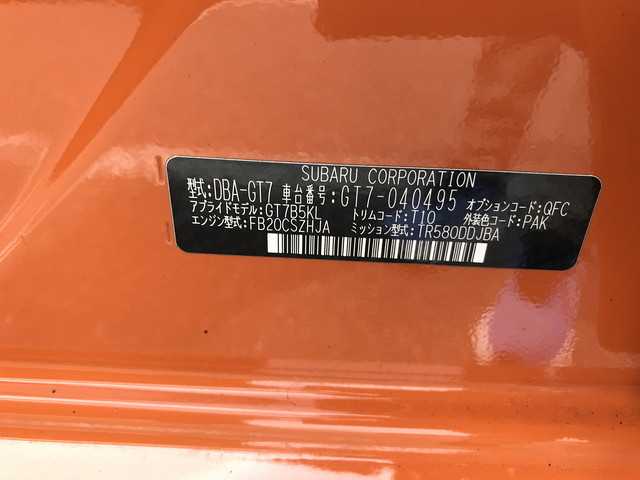 SUBARU CORPORATION
型式:DBA-GT7 車台番号:GT7-040495 オプションコード:QFC
アプライドモデル:GT7B5KL トリムコード:T10 外装色コード:PAK
エンジン型式:FB20CSZHJA ミッション型式:TR580DDJBA